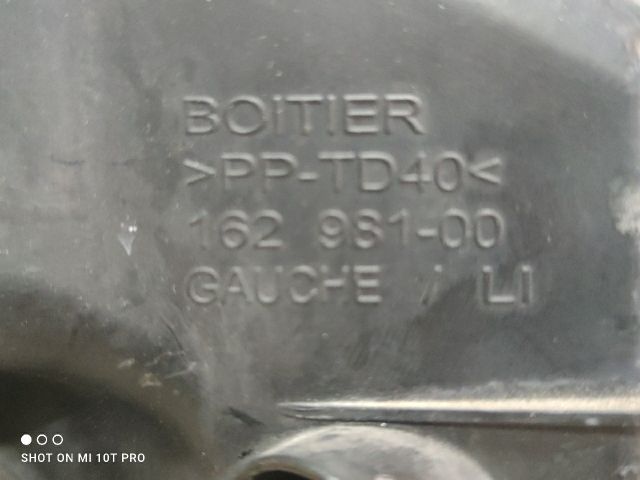 BOITIER
>PP-TD40<
162 981-00
GAUCHE / LI
SHOT ON MI 10T PRO